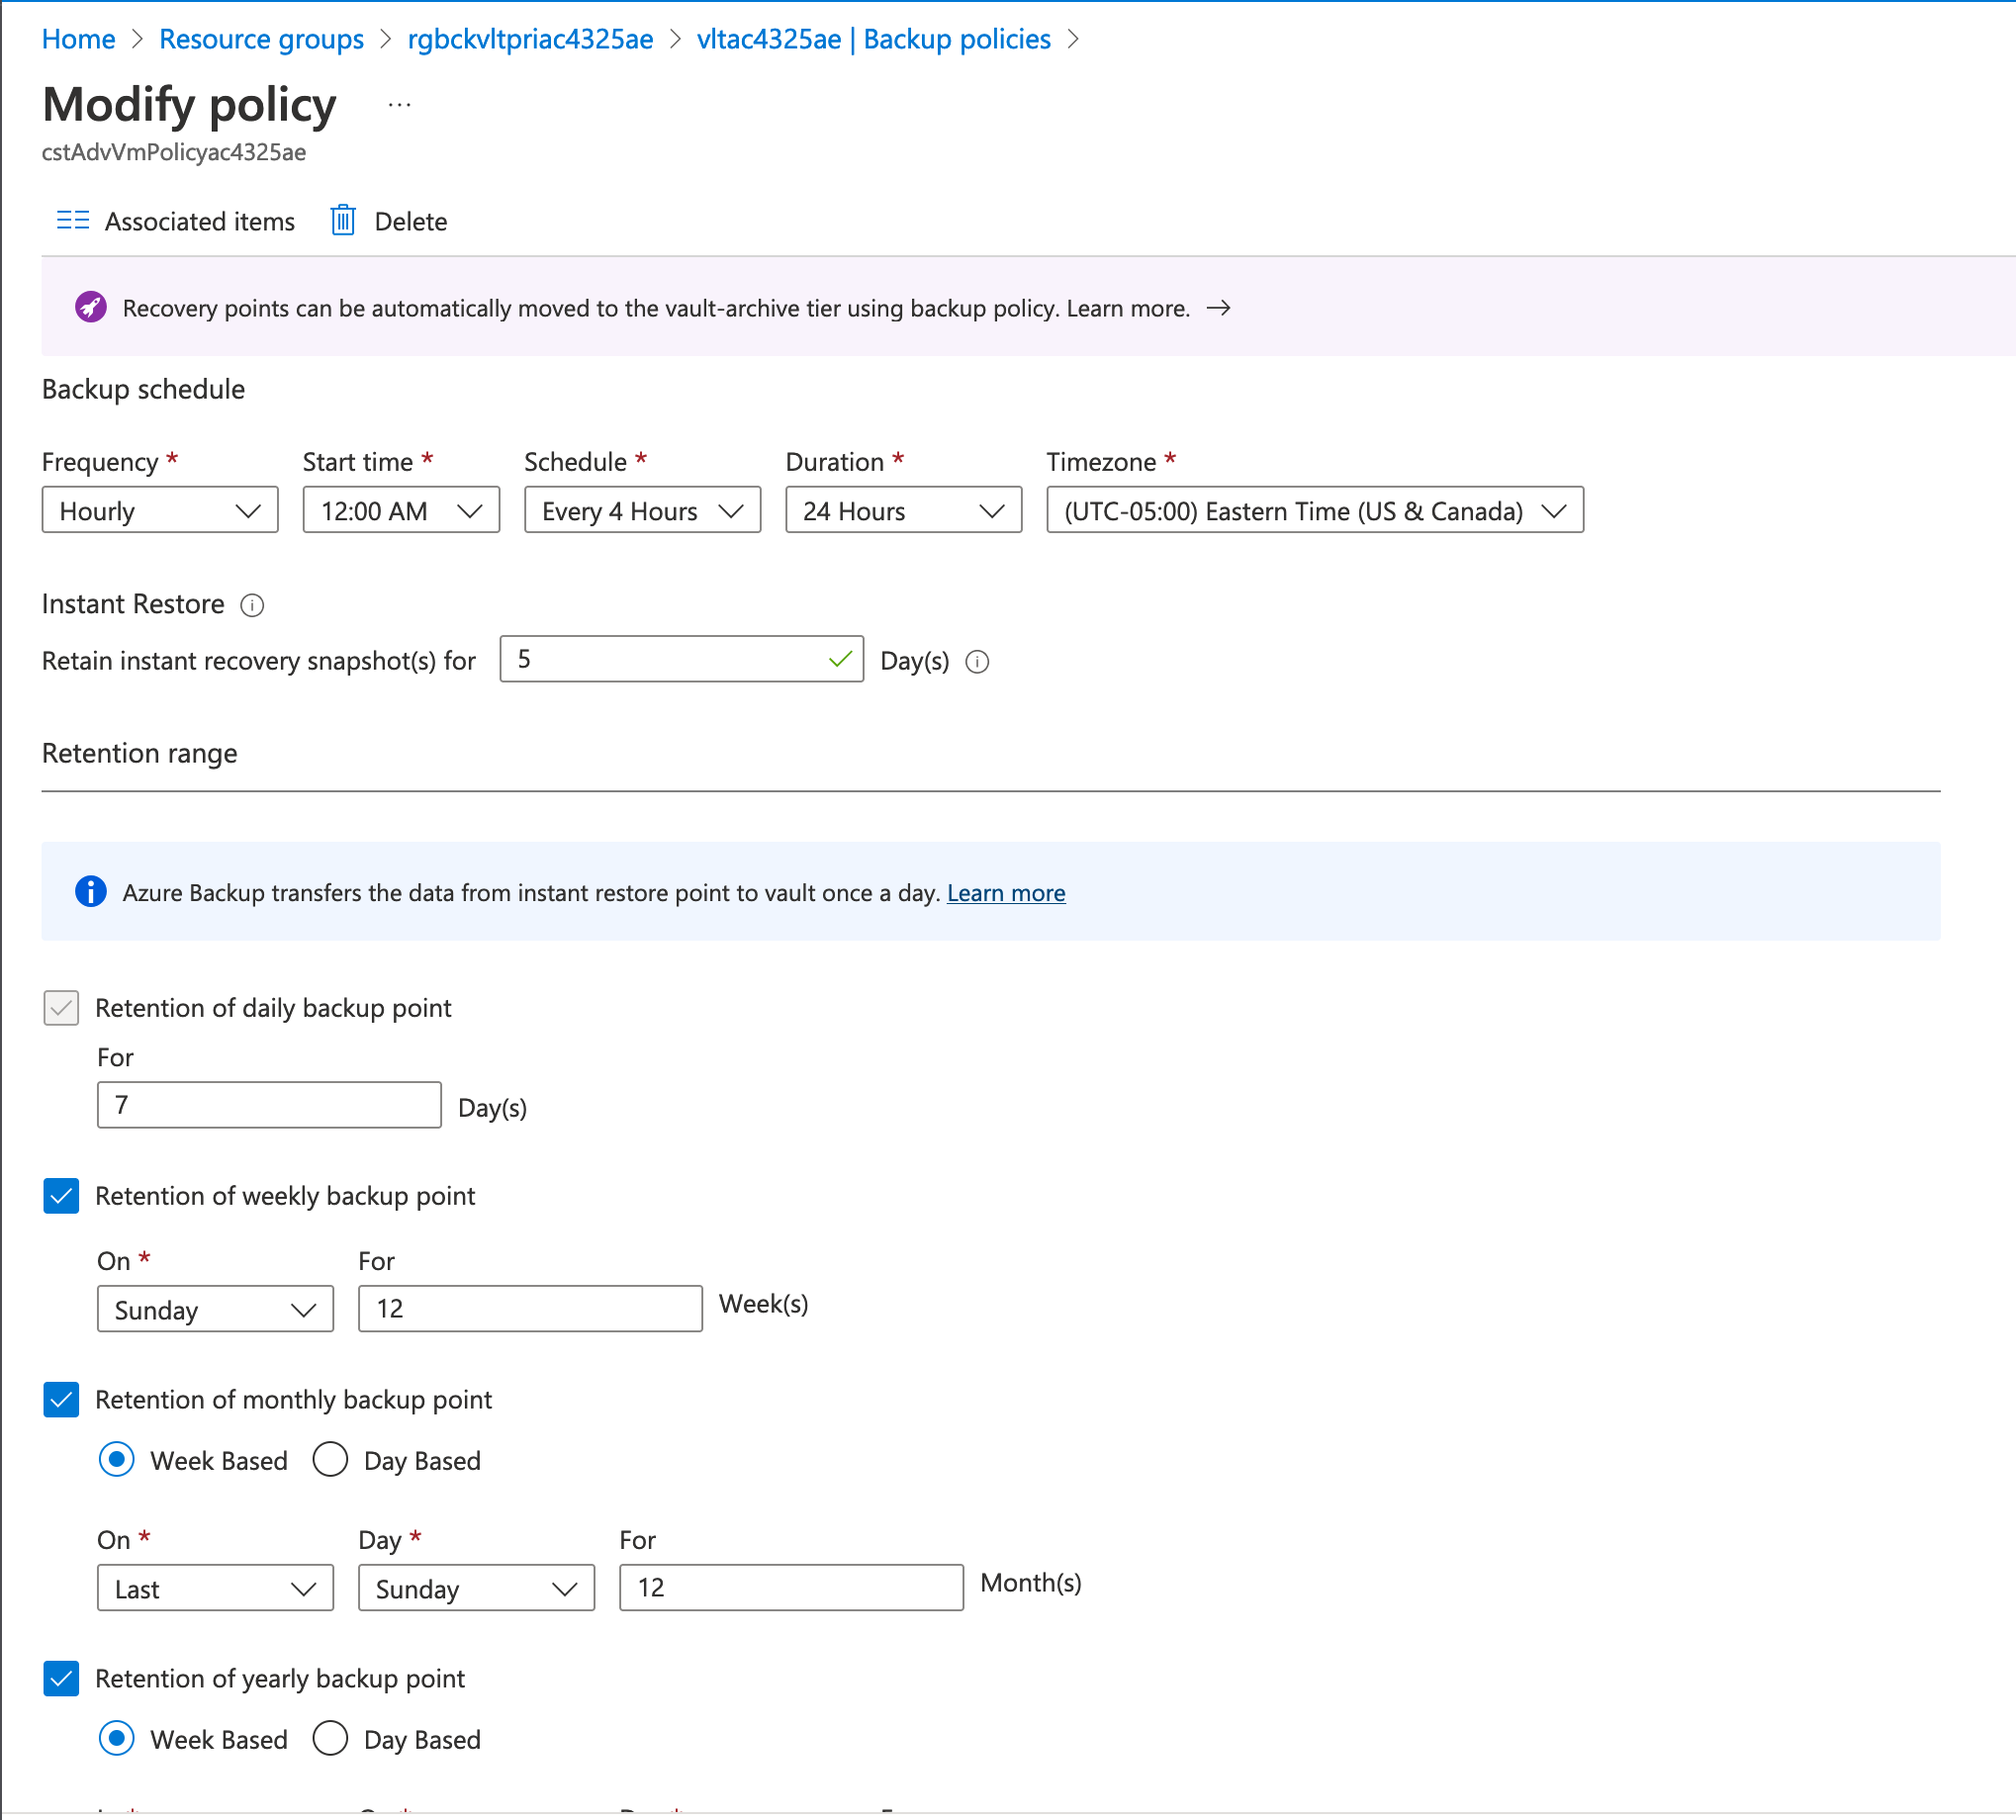 Home > Resource groups > rgbckvltpriac4325ae > vltac4325ae | Backup policies >
Modify policy ...
cstAdvVmPolicyac4325ae
Associated items Delete
Recovery points can be automatically moved to the vault-archive tier using backup policy. Learn more. →
Backup schedule
Frequency * Start time * Schedule * Duration * Timezone *
Hourly 12:00 AM Every 4 Hours 24 Hours (UTC-05:00) Eastern Time (US & Canada)
Instant Restore
Retain instant recovery snapshot(s) for 5 Day(s)
Retention range
Azure Backup transfers the data from instant restore point to vault once a day. Learn more
Retention of daily backup point
For
7 Day(s)
Retention of weekly backup point
On * For
Sunday 12 Week(s)
Retention of monthly backup point
Week Based Day Based
On * Day * For
Last Sunday 12 Month(s)
Retention of yearly backup point
Week Based Day Based